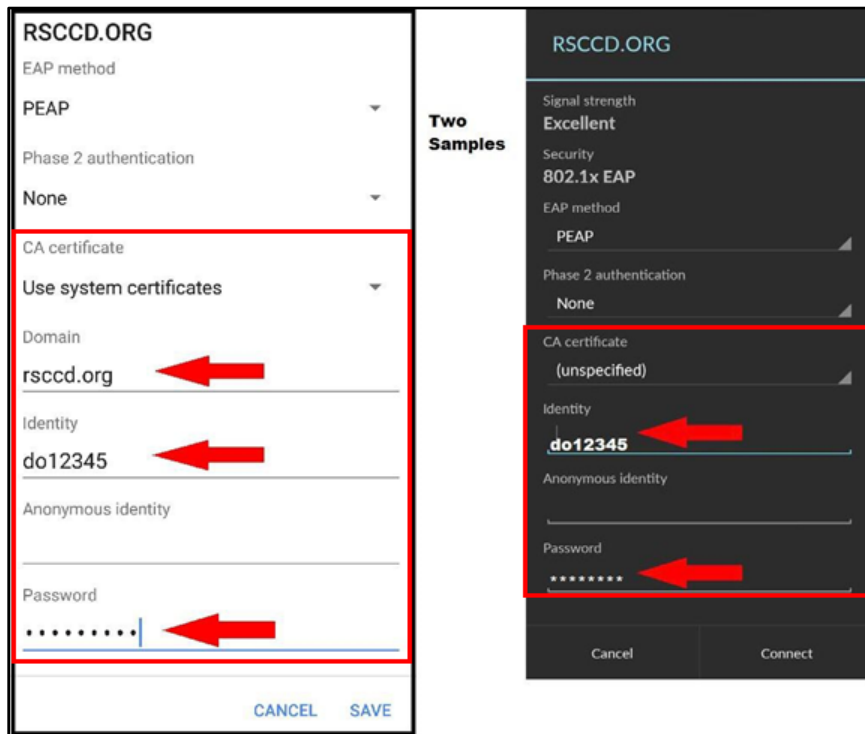 RSCCD.ORG
EAP method
PEAP
Phase 2 authentication
None
CA certificate
Use system certificates
Domain
rsccd.org
Identity
do12345
Anonymous identity
Password
•••••••••
CANCEL SAVE
Two
Samples
RSCCD.ORG
Signal strength
Excellent
Security
802.1x EAP
EAP method
PEAP
Phase 2 authentication
None
CA certificate
(unspecified)
Identity
do12345
Anonymous identity
Password
********
Cancel Connect